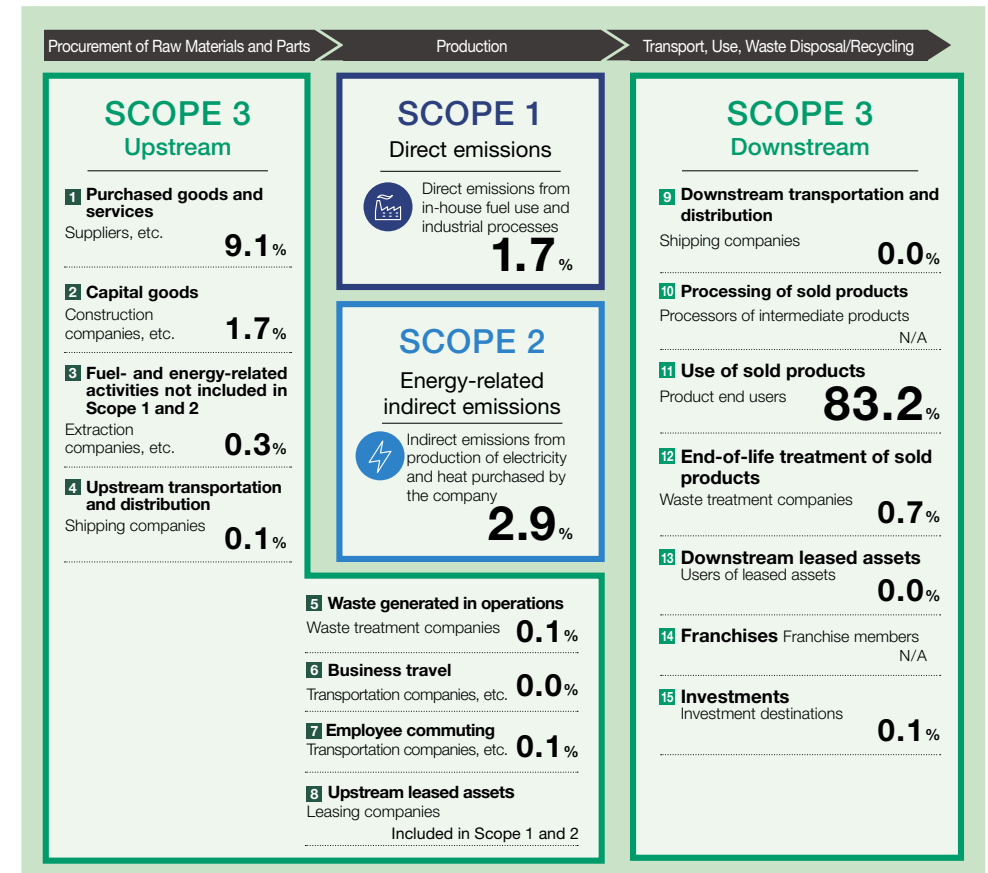 Procurement of Raw Materials and Parts
Production
Transport, Use, Waste Disposal/Recycling
SCOPE 3
Upstream
1 Purchased goods and
services
Suppliers, etc.
9.1%
2 Capital goods
Construction
companies, etc.
1.7%
3 Fuel- and energy-related
activities not included in
Scope 1 and 2
Extraction
companies, etc.
0.3%
4 Upstream transportation
and distribution
Shipping companies
0.1%
SCOPE 1
Direct emissions
Direct emissions from
in-house fuel use and
industrial processes
1.7%
SCOPE 2
Energy-related
indirect emissions
Indirect emissions from
production of electricity
and heat purchased by
the company
2.9%
5 Waste generated in operations
Waste treatment companies 0.1%
6 Business travel
Transportation companies, etc. 0.0%
7 Employee commuting
Transportation companies, etc. 0.1%
8 Upstream leased assets
Leasing companies
Included in Scope 1 and 2
SCOPE 3
Downstream
9 Downstream transportation and
distribution
Shipping companies
0.0%
10 Processing of sold products
Processors of intermediate products
N/A
11 Use of sold products
Product end users
83.2%
12 End-of-life treatment of sold
products
Waste treatment companies
0.7%
13 Downstream leased assets
Users of leased assets
0.0%
14 Franchises Franchise members
N/A
15 Investments
Investment destinations
0.1%